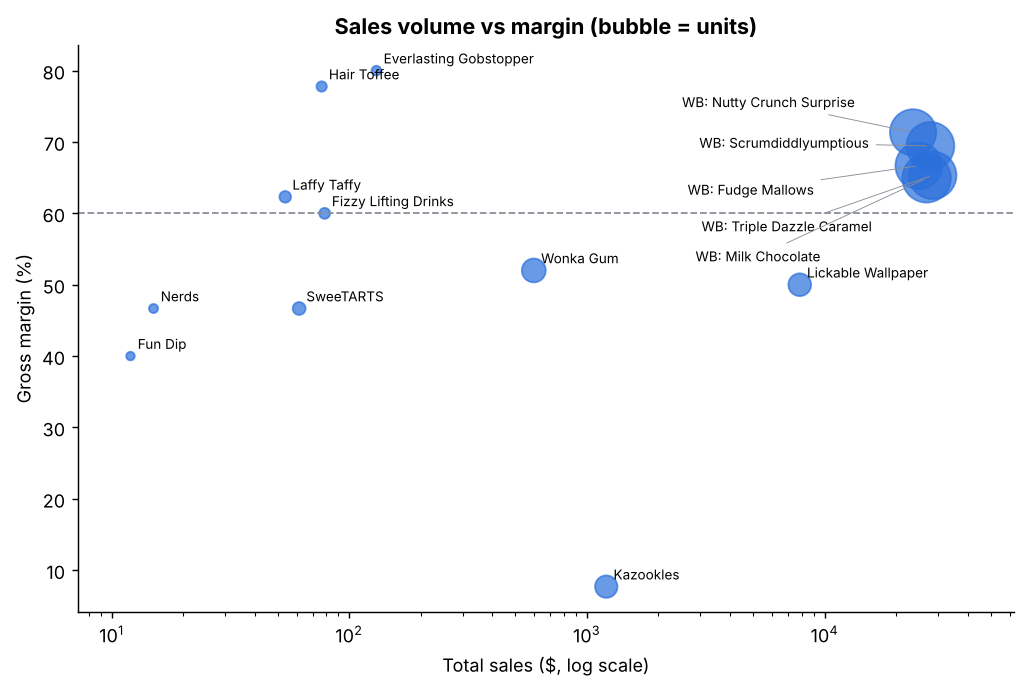 Sales volume vs margin (bubble = units)
Everlasting Gobstopper
Hair Toffee
WB: Nutty Crunch Surprise
WB: Scrumdiddlyumptious
WB: Fudge Mallows
WB: Triple Dazzle Caramel
WB: Milk Chocolate
Laffy Taffy
Fizzy Lifting Drinks
Wonka Gum
Lickable Wallpaper
Nerds
SweeTARTS
Fun Dip
Kazookles
Gross margin (%)
80
70
60
50
40
30
20
10
10¹
10²
10³
10⁴
Total sales ($, log scale)